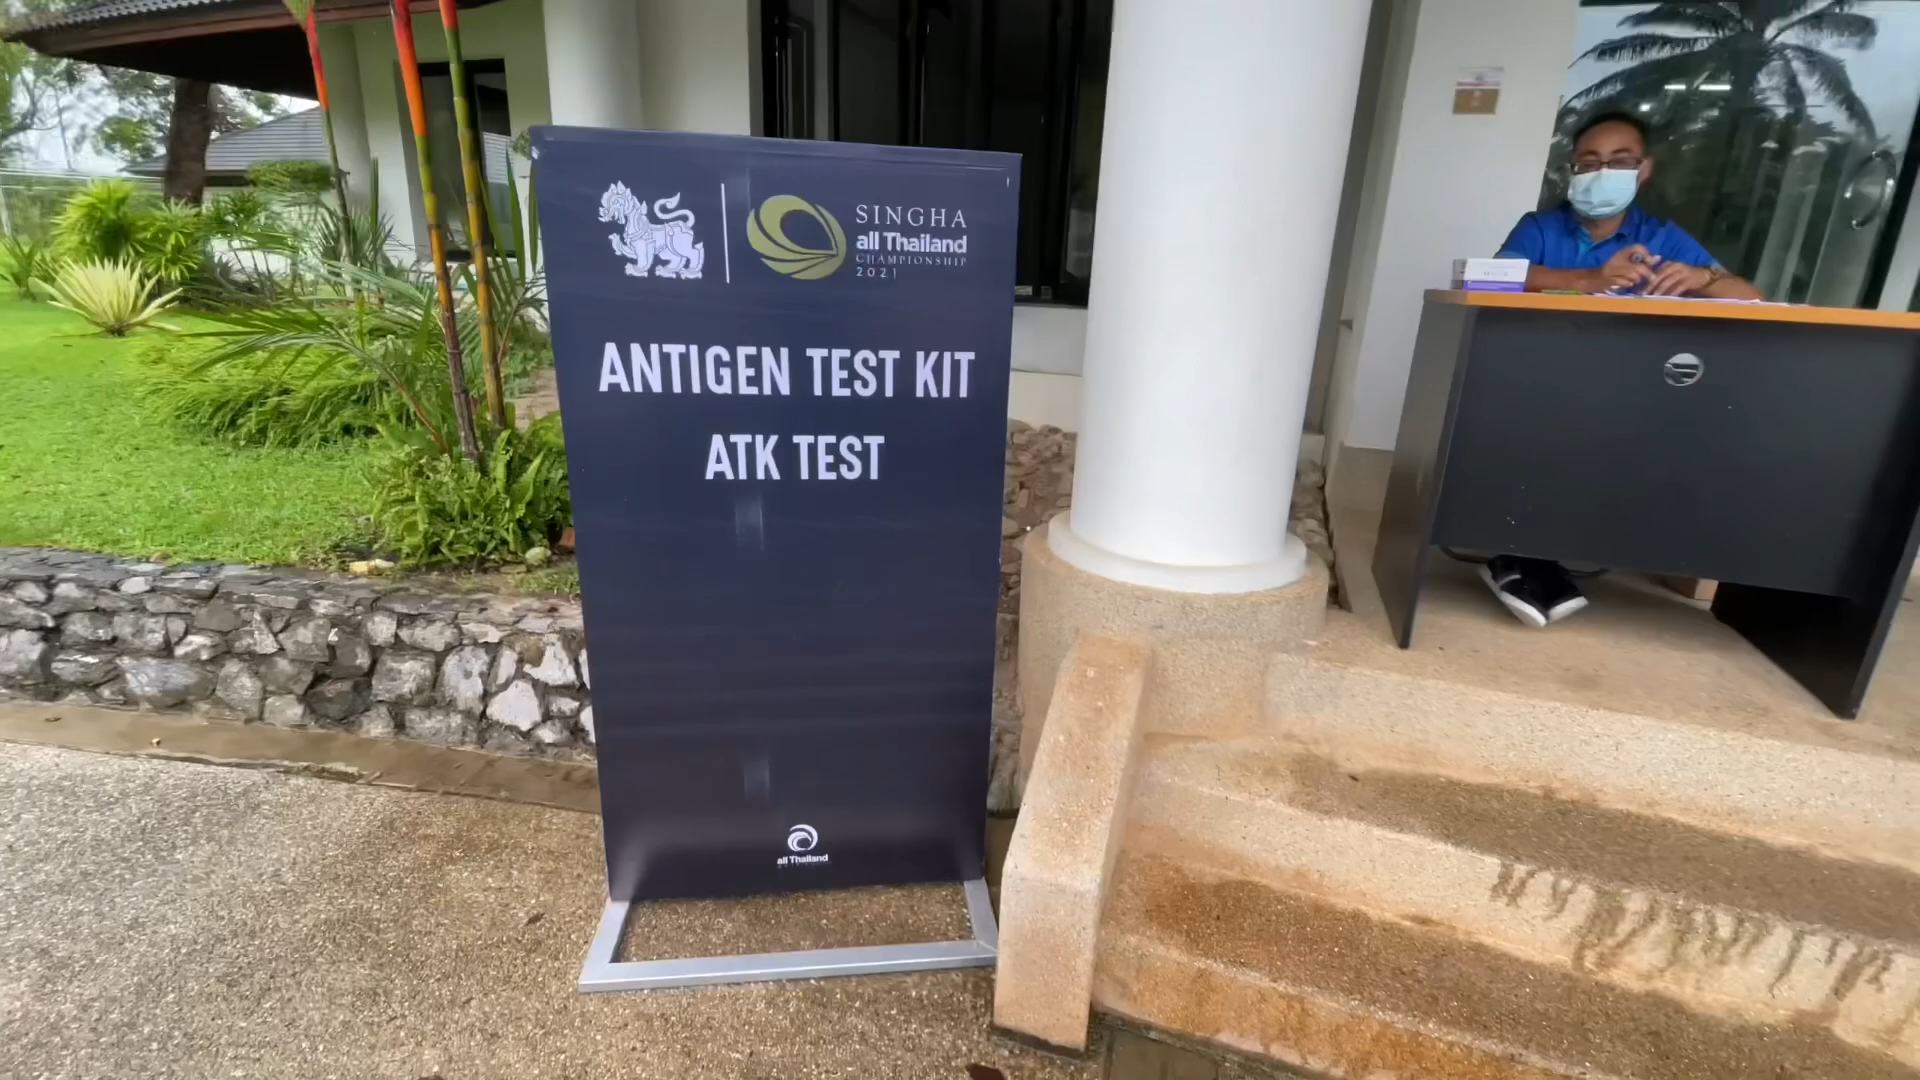 SINGHA
all Thailand
CHAMPIONSHIP
2021
ANTIGEN TEST KIT
ATK TEST
all Thailand